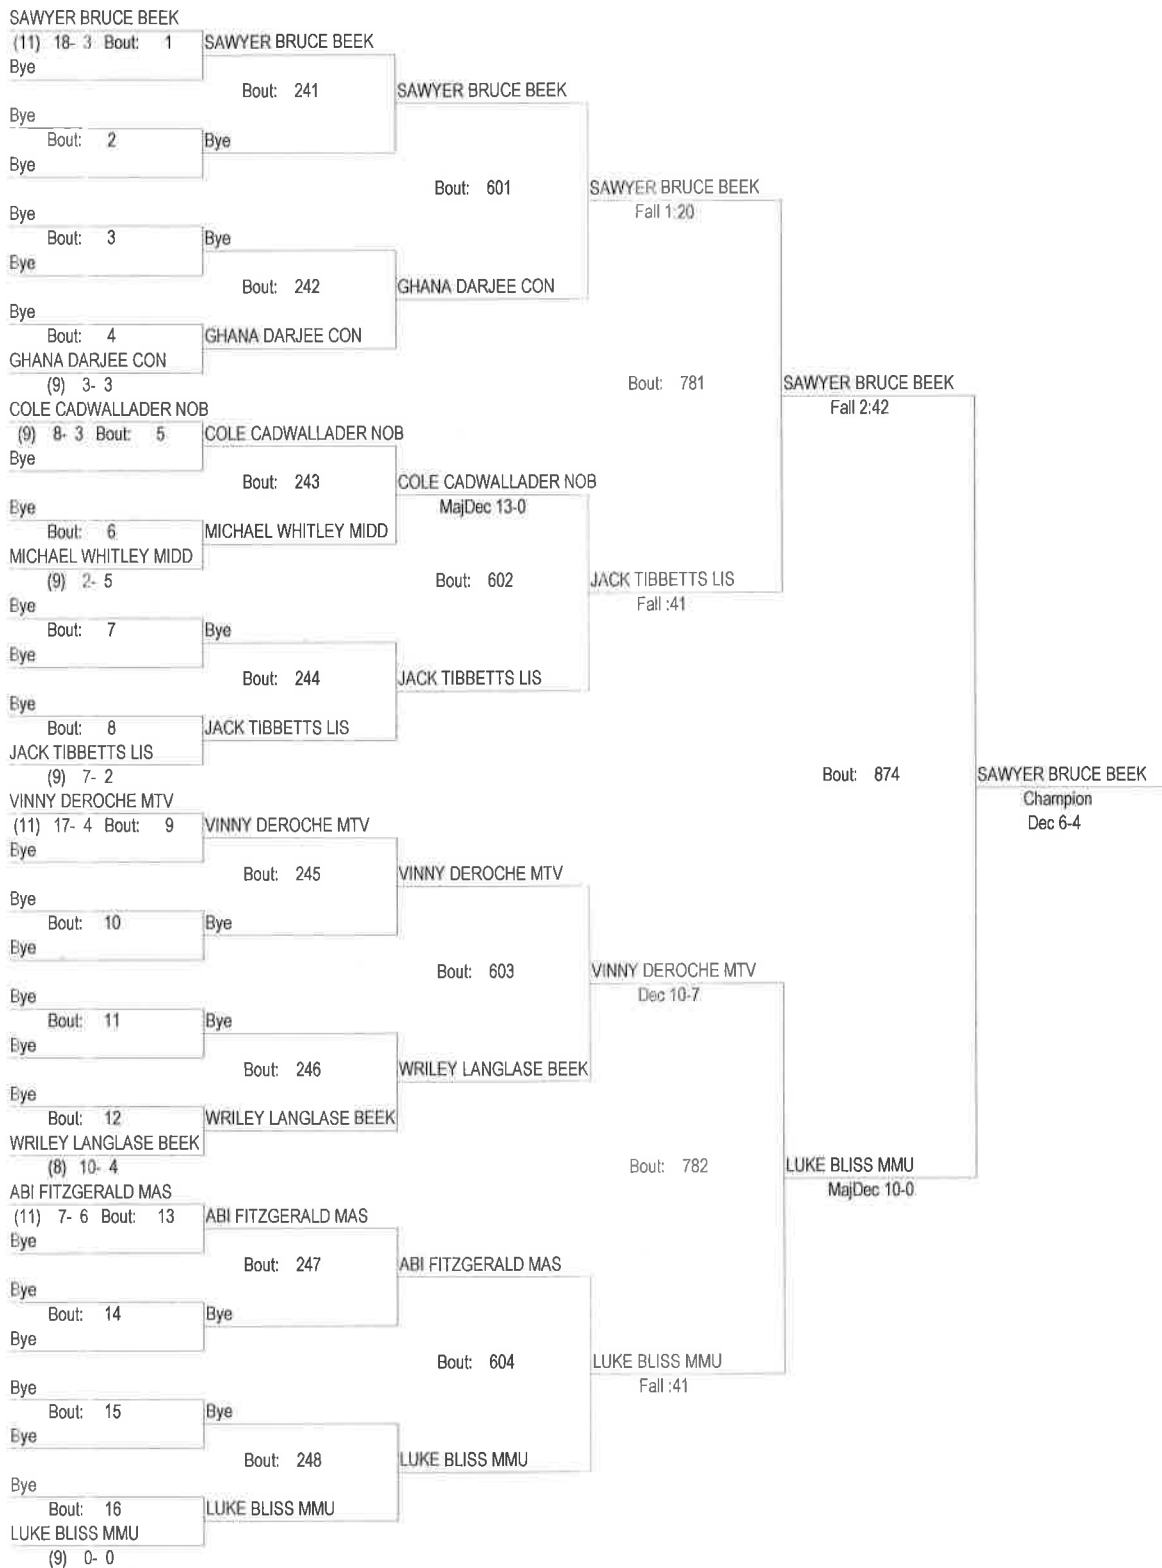 SAWYER BRUCE BEEK
(11) 18- 3 Bout: 1
SAWYER BRUCE BEEK
Bye
Bout: 241
SAWYER BRUCE BEEK
Bye
Bout: 2
Bye
Bye
Bout: 601
SAWYER BRUCE BEEK
Fall 1:20
Bye
Bout: 3
Bye
Bye
Bout: 242
GHANA DARJEE CON
Bye
Bout: 4
GHANA DARJEE CON
GHANA DARJEE CON
(9) 3- 3
Bout: 781
SAWYER BRUCE BEEK
Fall 2:42
COLE CADWALLADER NOB
(9) 8- 3 Bout: 5
COLE CADWALLADER NOB
Bye
Bout: 243
COLE CADWALLADER NOB
MajDec 13-0
Bye
Bout: 6
MICHAEL WHITLEY MIDD
MICHAEL WHITLEY MIDD
(9) 2- 5
Bout: 602
JACK TIBBETTS LIS
Fall :41
Bye
Bout: 7
Bye
Bye
Bout: 244
JACK TIBBETTS LIS
Bye
Bout: 8
JACK TIBBETTS LIS
JACK TIBBETTS LIS
(9) 7- 2
Bout: 874
SAWYER BRUCE BEEK
Champion
Dec 6-4
VINNY DEROCHE MTV
(11) 17- 4 Bout: 9
VINNY DEROCHE MTV
Bye
Bout: 245
VINNY DEROCHE MTV
Bye
Bout: 10
Bye
Bye
Bout: 603
VINNY DEROCHE MTV
Dec 10-7
Bye
Bout: 11
Bye
Bye
Bout: 246
WRILEY LANGLASE BEEK
Bye
Bout: 12
WRILEY LANGLASE BEEK
WRILEY LANGLASE BEEK
(8) 10- 4
Bout: 782
LUKE BLISS MMU
MajDec 10-0
ABI FITZGERALD MAS
(11) 7- 6 Bout: 13
ABI FITZGERALD MAS
Bye
Bout: 247
ABI FITZGERALD MAS
Bye
Bout: 14
Bye
Bye
Bout: 604
LUKE BLISS MMU
Fall :41
Bye
Bout: 15
Bye
Bye
Bout: 248
LUKE BLISS MMU
Bye
Bout: 16
LUKE BLISS MMU
LUKE BLISS MMU
(9) 0- 0